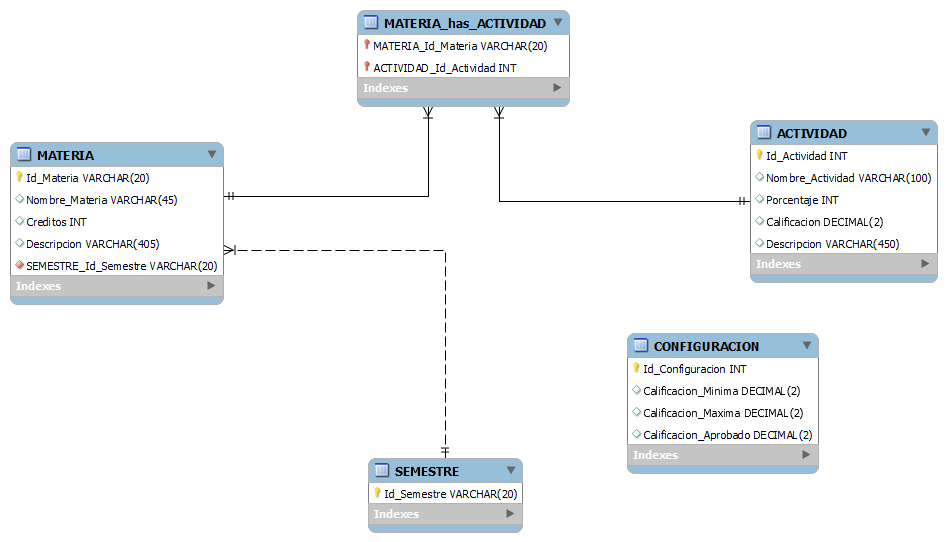 MATERIA_has_ACTIVIDAD
MATERIA_Id_Materia VARCHAR(20)
ACTIVIDAD_Id_Actividad INT
Indexes
MATERIA
Id_Materia VARCHAR(20)
Nombre_Materia VARCHAR(45)
Creditos INT
Descripcion VARCHAR(405)
SEMESTRE_Id_Semestre VARCHAR(20)
Indexes
ACTIVIDAD
Id_Actividad INT
Nombre_Actividad VARCHAR(100)
Porcentaje INT
Calificacion DECIMAL(2)
Descripcion VARCHAR(450)
Indexes
CONFIGURACION
Id_Configuracion INT
Calificacion_Minima DECIMAL(2)
Calificacion_Maxima DECIMAL(2)
Calificacion_Aprobado DECIMAL(2)
Indexes
SEMESTRE
Id_Semestre VARCHAR(20)
Indexes